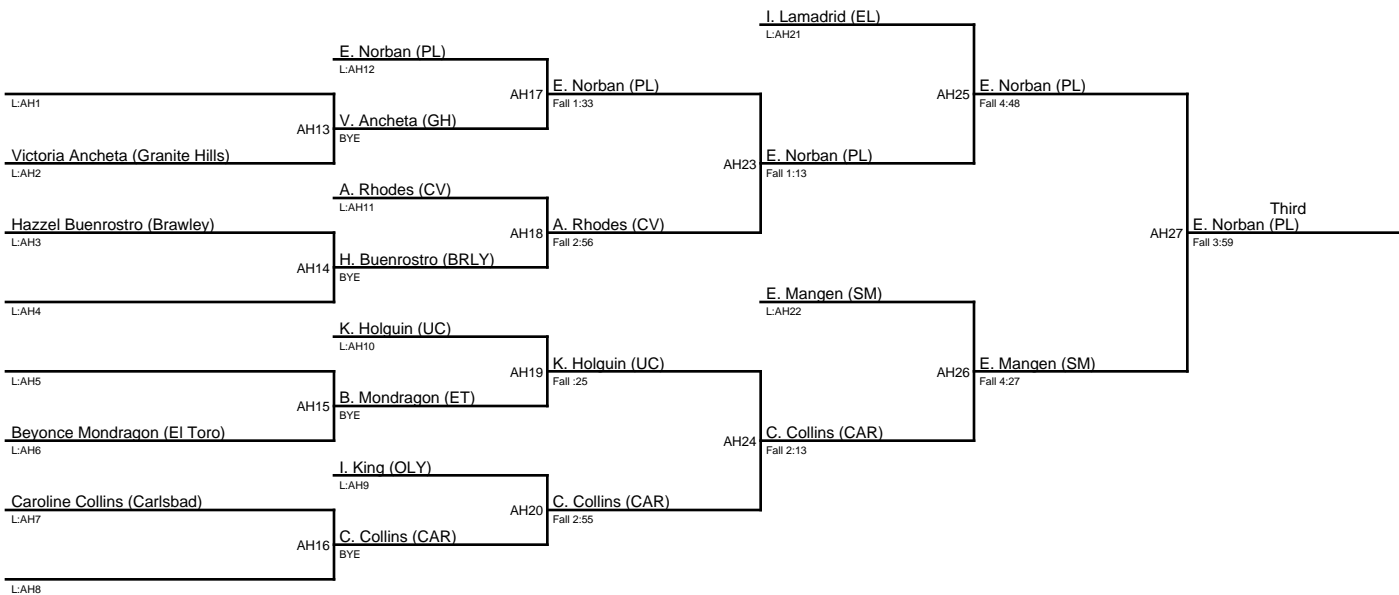 I. Lamadrid (EL)
L:AH21
E. Norban (PL)
L:AH12
AH17
E. Norban (PL)
Fall 1:33
AH25
E. Norban (PL)
Fall 4:48
L:AH1
AH13
V. Ancheta (GH)
BYE
Victoria Ancheta (Granite Hills)
L:AH2
AH23
E. Norban (PL)
Fall 1:13
A. Rhodes (CV)
L:AH11
Hazzel Buenrostro (Brawley)
L:AH3
AH18
A. Rhodes (CV)
Fall 2:56
AH27
Third
E. Norban (PL)
Fall 3:59
AH14
H. Buenrostro (BRLY)
BYE
L:AH4
E. Mangen (SM)
L:AH22
K. Holguin (UC)
L:AH10
L:AH5
AH19
K. Holguin (UC)
Fall :25
AH26
E. Mangen (SM)
Fall 4:27
AH15
B. Mondragon (ET)
BYE
Beyonce Mondragon (El Toro)
L:AH6
AH24
C. Collins (CAR)
Fall 2:13
I. King (OLY)
L:AH9
Caroline Collins (Carlsbad)
L:AH7
AH20
C. Collins (CAR)
Fall 2:55
AH16
C. Collins (CAR)
BYE
L:AH8